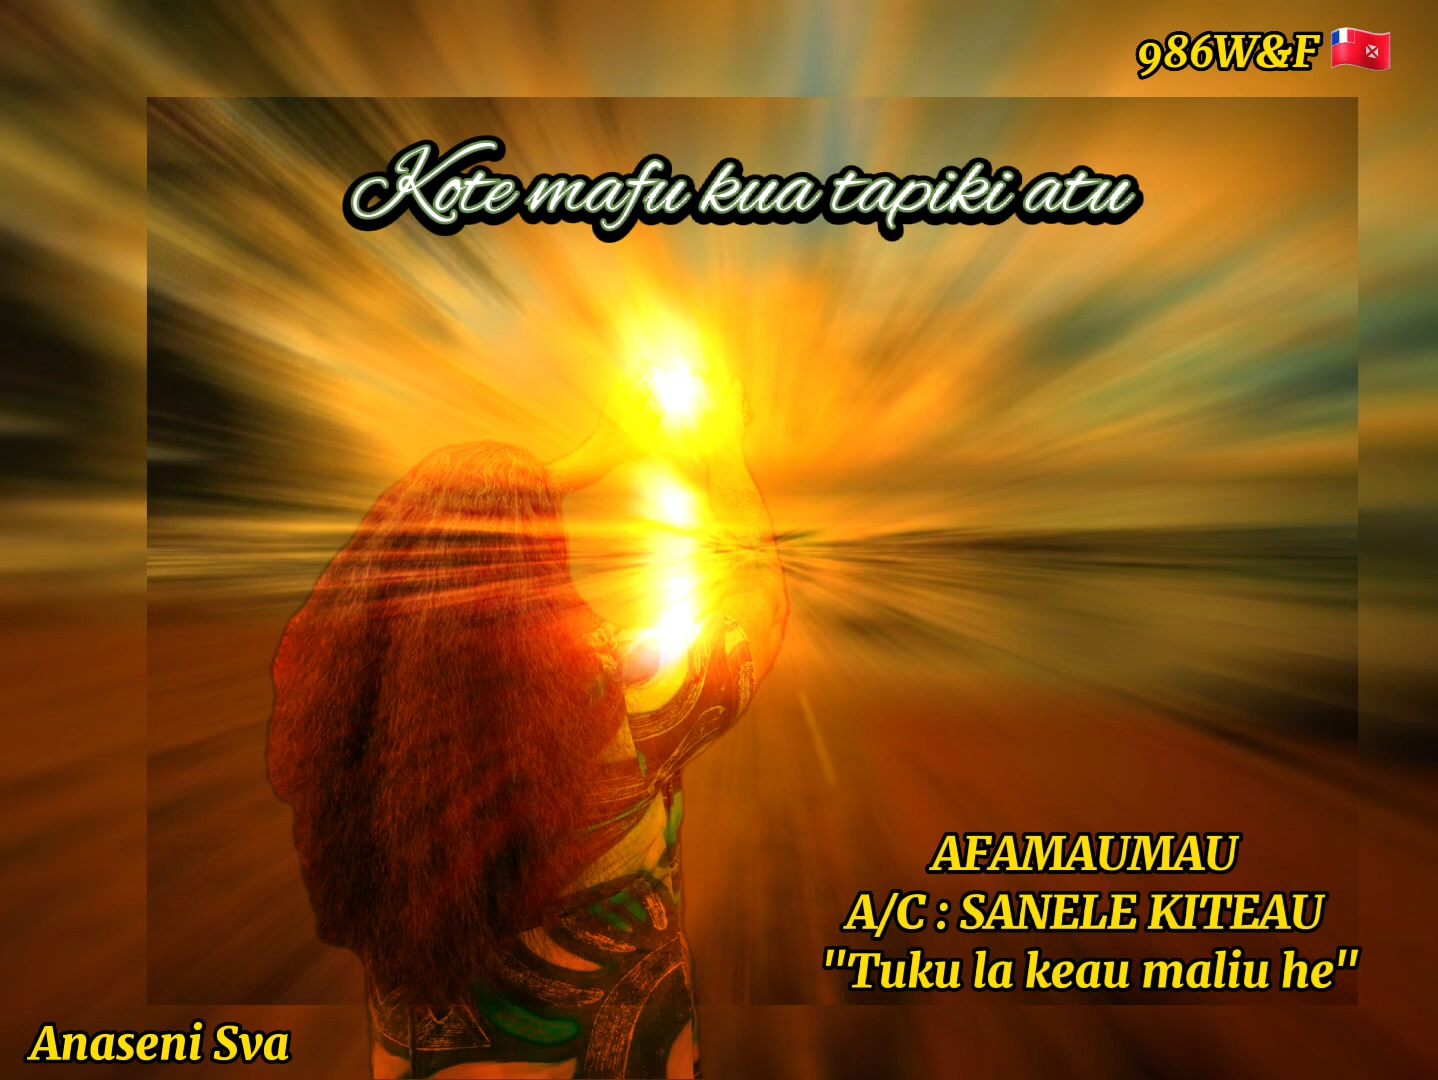 986W&F 🇼🇫
Kote mafu kua tapiki atu
AFAMAUMAU
A/C : SANELE KITEAU
"Tuku la keau maliu he"
Anaseni Sva